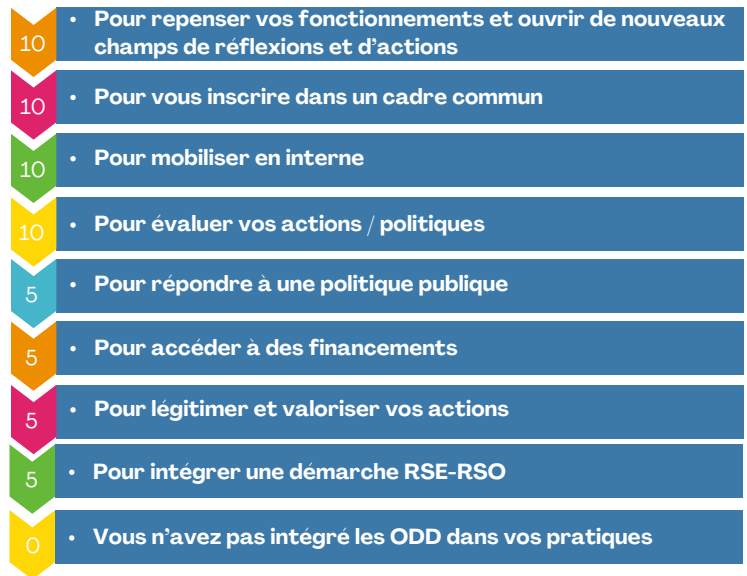 10
• Pour repenser vos fonctionnements et ouvrir de nouveaux
champs de réflexions et d'actions
10
• Pour vous inscrire dans un cadre commun
10
• Pour mobiliser en interne
10
• Pour évaluer vos actions / politiques
5
• Pour répondre à une politique publique
5
• Pour accéder à des financements
5
• Pour légitimer et valoriser vos actions
5
• Pour intégrer une démarche RSE-RSO
0
• Vous n'avez pas intégré les ODD dans vos pratiques